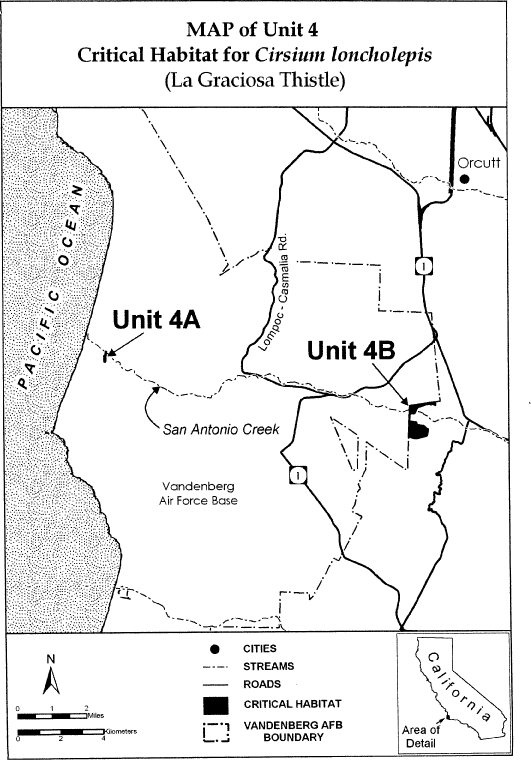 MAP of Unit 4
Critical Habitat for Cirsium loncholepis
(La Graciosa Thistle)
Orcutt
PACIFIC OCEAN
Lompoc - Casmalia Rd.
1
Unit 4A
Unit 4B
San Antonio Creek
1
Vandenberg
Air Force Base
N
0 1 2
Miles
0 2 4
Kilometers
CITIES
STREAMS
ROADS
CRITICAL HABITAT
VANDENBERG AFB
BOUNDARY
California
Area of
Detail